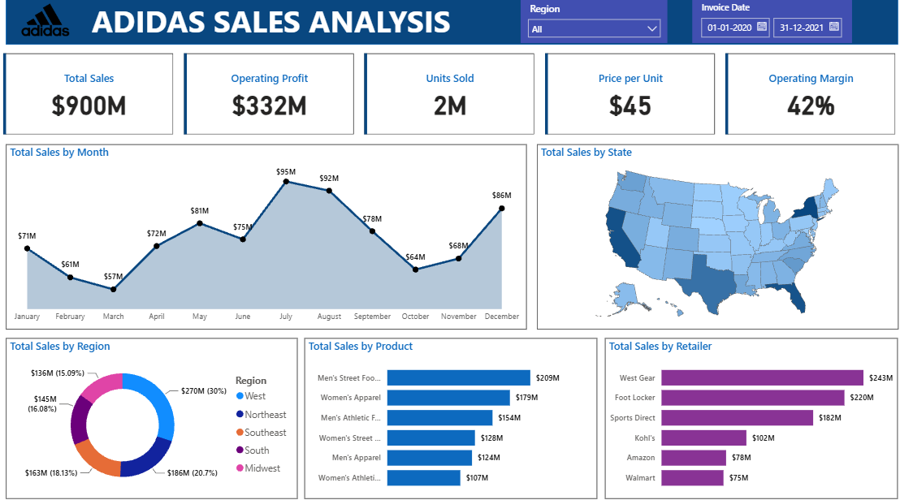 adidas
ADIDAS SALES ANALYSIS
Region
All
Invoice Date
01-01-2020
31-12-2021
Total Sales
$900M
Operating Profit
$332M
Units Sold
2M
Price per Unit
$45
Operating Margin
42%
Total Sales by Month
$71M
$61M
$57M
$72M
$81M
$75M
$95M
$92M
$78M
$64M
$68M
$86M
January
February
March
April
May
June
July
August
September
October
November
December
Total Sales by State
Total Sales by Region
$136M (15.09%)
$145M
(16.08%)
$163M (18.13%)
$270M (30%)
$186M (20.7%)
Region
West
Northeast
Southeast
South
Midwest
Total Sales by Product
Men's Street Foo... $209M
Women's Apparel $179M
Men's Athletic F... $154M
Women's Street ... $128M
Men's Apparel $124M
Women's Athleti... $107M
Total Sales by Retailer
West Gear $243M
Foot Locker $220M
Sports Direct $182M
Kohl's $102M
Amazon $78M
Walmart $75M